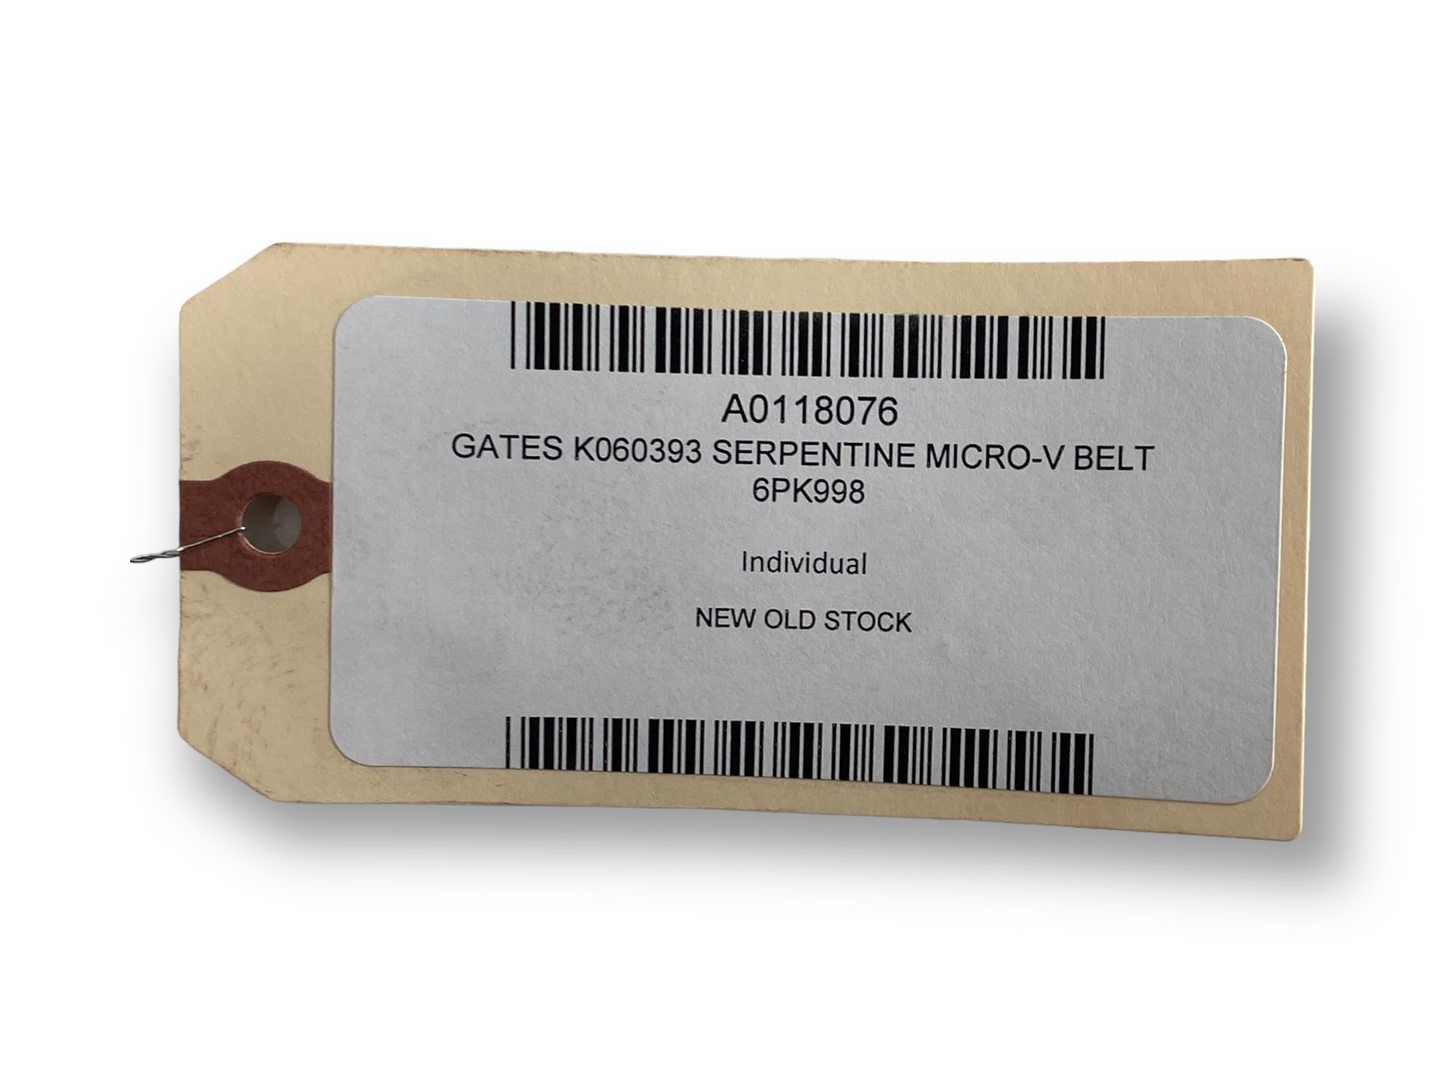 A0118076
GATES K060393 SERPENTINE MICRO-V BELT
6PK998
Individual
NEW OLD STOCK